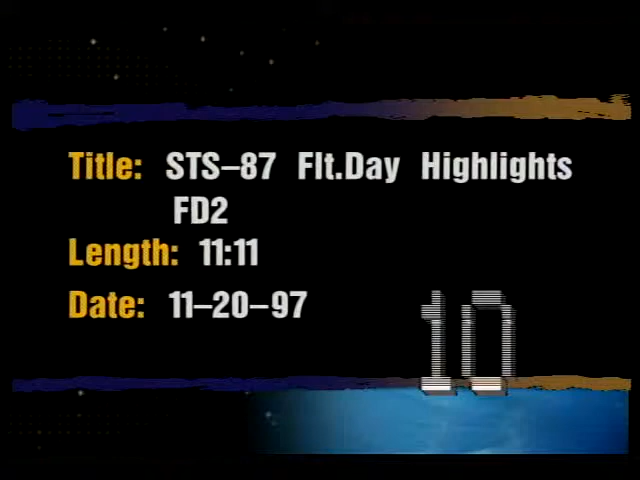 Title: STS-87 Flt.Day Highlights
FD2
Length: 11:11
Date: 11-20-97
10